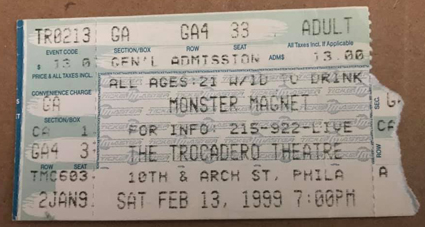 TR0213 GA GA4 33 ADULT
EVENT CODE SECTION/BOX ROW SEAT All Taxes Incl. If Applicable
$ 13.0 GEN'L ADMISSION ADM$ 13.00
PRICE & ALL TAXES INCL.
ALL AGES:21 W/ID TO DRINK
CONVENIENCE CHARGE
GA MONSTER MAGNET
SECTION/BOX
CA 1 FOR INFO: 215-922-LIVE CA
GA4 3 THE TROCADERO THEATRE
ROW SEAT
TMC603 10TH & ARCH ST, PHILA A
2JAN9 SAT FEB 13, 1999 7:00PM